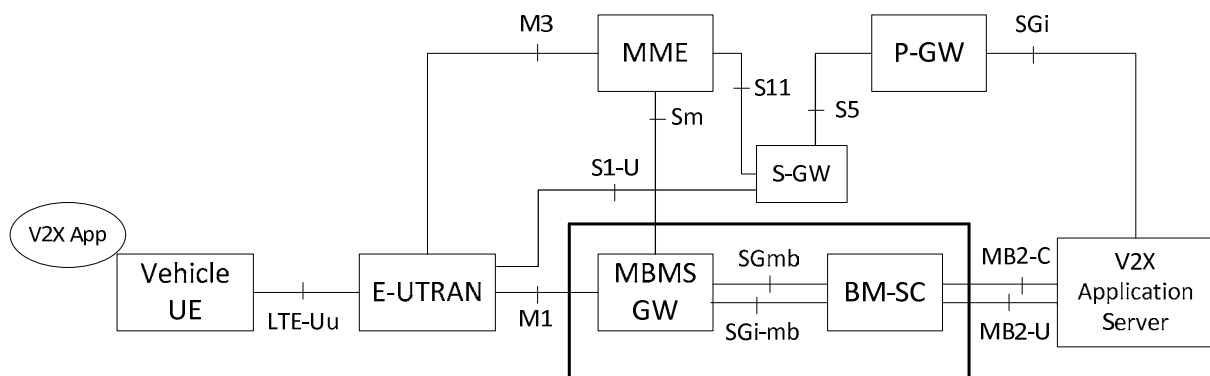 M3
MME
P-GW
SGi
S11
S5
Sm
S1-U
S-GW
V2X App
Vehicle
UE
LTE-Uu
E-UTRAN
M1
MBMS
GW
SGmb
SGi-mb
BM-SC
MB2-C
MB2-U
V2X
Application
Server